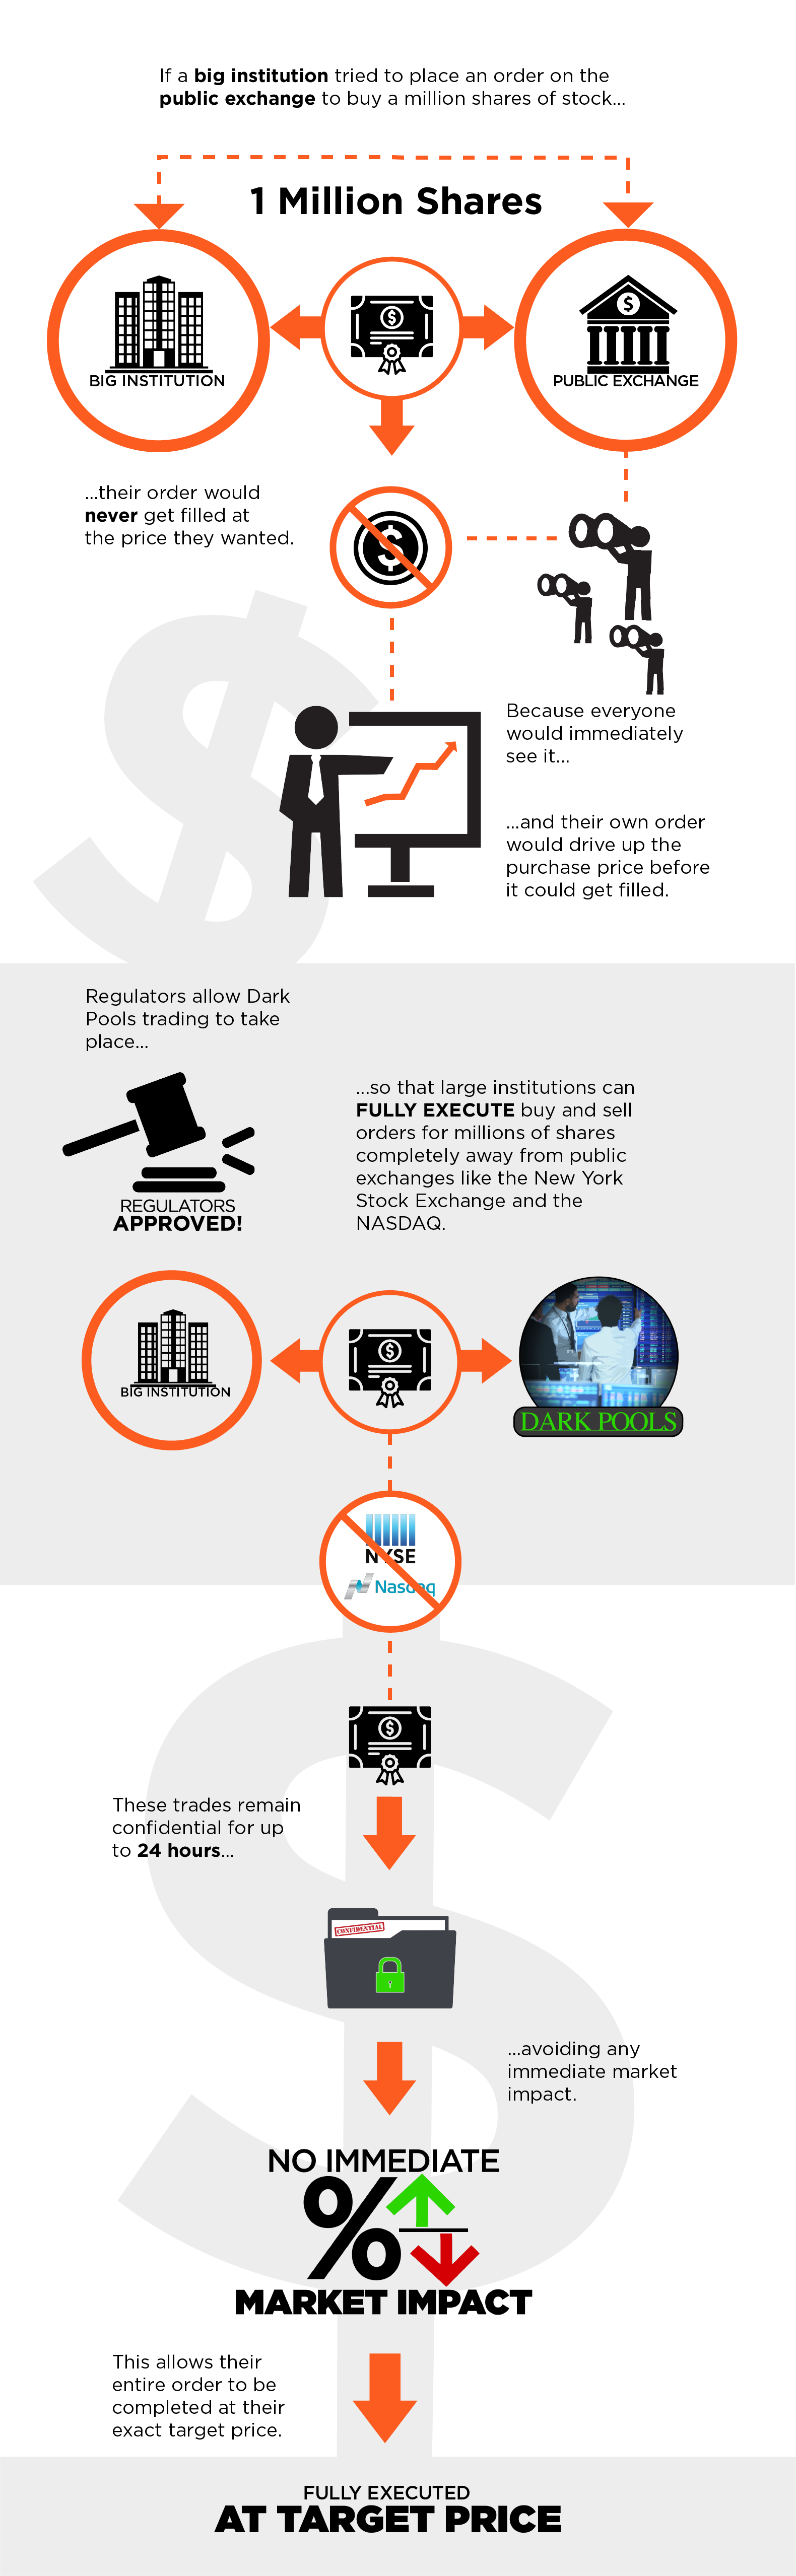 If a big institution tried to place an order on the
public exchange to buy a million shares of stock...
1 Million Shares
BIG INSTITUTION
PUBLIC EXCHANGE
...their order would
never get filled at
the price they wanted.
Because everyone
would immediately
see it...
...and their own order
would drive up the
purchase price before
it could get filled.
Regulators allow Dark
Pools trading to take
place...
REGULATORS
APPROVED!
...so that large institutions can
FULLY EXECUTE buy and sell
orders for millions of shares
completely away from public
exchanges like the New York
Stock Exchange and the
NASDAQ.
BIG INSTITUTION
DARK POOLS
NYSE
Nasdaq
These trades remain
confidential for up
to 24 hours...
CONFIDENTIAL
...avoiding any
immediate market
impact.
NO IMMEDIATE
%
MARKET IMPACT
This allows their
entire order to be
completed at their
exact target price.
FULLY EXECUTED
AT TARGET PRICE